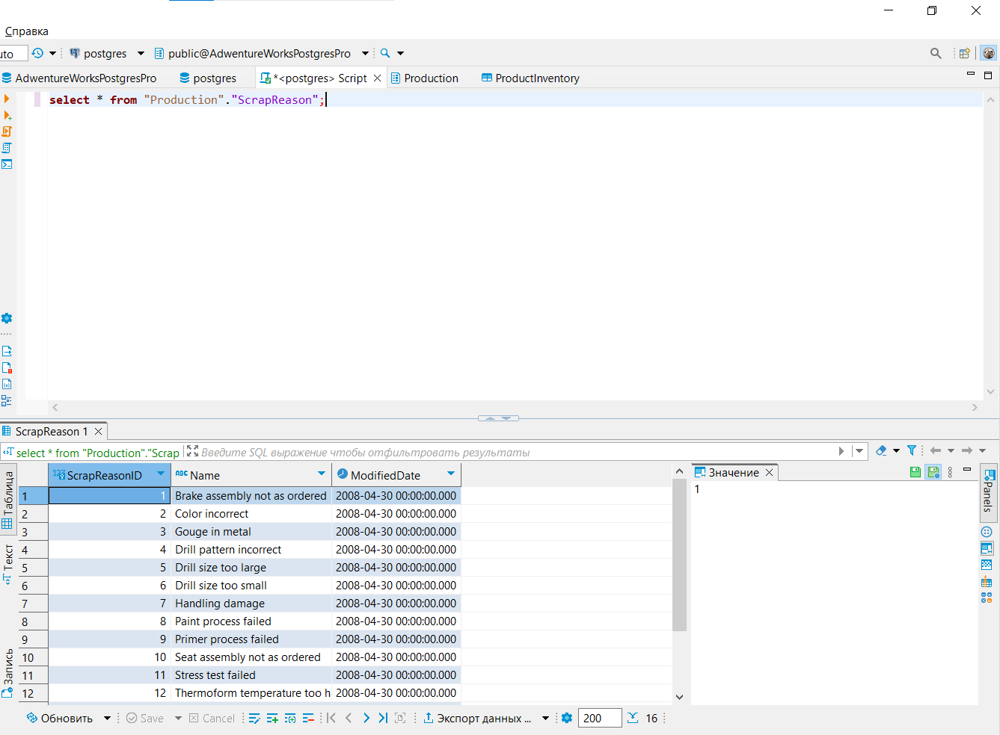 Справка
uto postgres public@AdwentureWorksPostgresPro
AdwentureWorksPostgresPro postgres *<postgres> Script Production ProductInventory
select * from "Production"."ScrapReason";
ScrapReason 1
select * from "Production"."Scrap Введите SQL выражение чтобы отфильтровать результаты
Таблица
Текст
Запись
123 ScrapReasonID ABC Name ModifiedDate
1 1 Brake assembly not as ordered 2008-04-30 00:00:00.000
2 2 Color incorrect 2008-04-30 00:00:00.000
3 3 Gouge in metal 2008-04-30 00:00:00.000
4 4 Drill pattern incorrect 2008-04-30 00:00:00.000
5 5 Drill size too large 2008-04-30 00:00:00.000
6 6 Drill size too small 2008-04-30 00:00:00.000
7 7 Handling damage 2008-04-30 00:00:00.000
8 8 Paint process failed 2008-04-30 00:00:00.000
9 9 Primer process failed 2008-04-30 00:00:00.000
10 10 Seat assembly not as ordered 2008-04-30 00:00:00.000
11 11 Stress test failed 2008-04-30 00:00:00.000
12 12 Thermoform temperature too h 2008-04-30 00:00:00.000
Значение
1
Panels
Обновить Save Cancel Экспорт данных ... 200 16